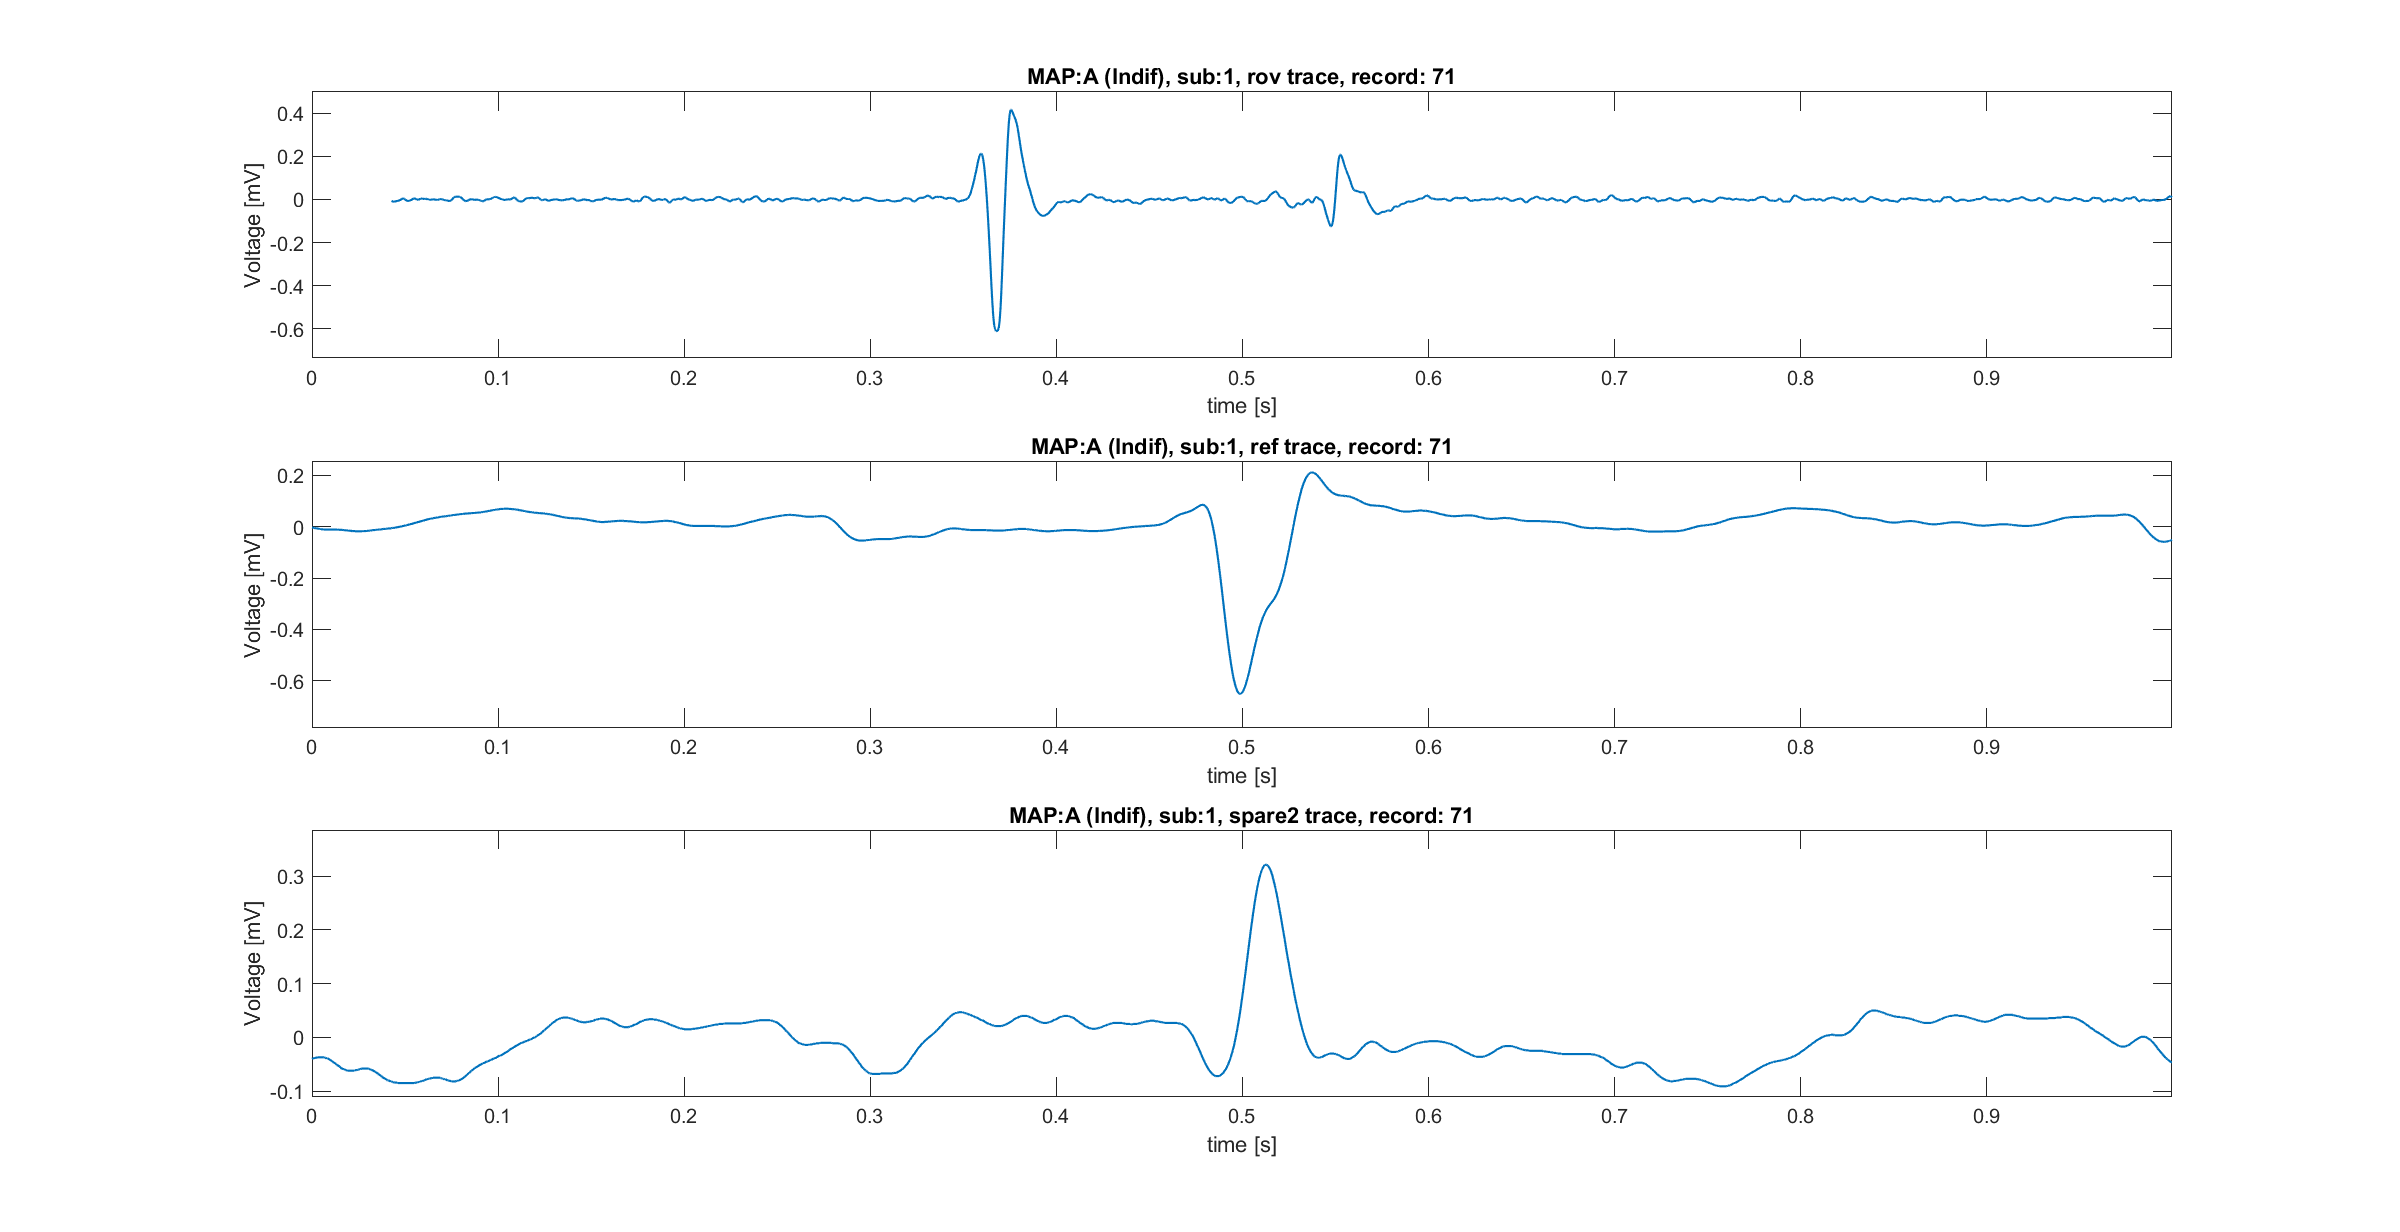 MAP:A (Indif), sub:1, rov trace, record: 71
Voltage [mV]
0.4
0.2
0
-0.2
-0.4
-0.6
0 0.1 0.2 0.3 0.4 0.5 0.6 0.7 0.8 0.9
time [s]
MAP:A (Indif), sub:1, ref trace, record: 71
Voltage [mV]
0.2
0
-0.2
-0.4
-0.6
0 0.1 0.2 0.3 0.4 0.5 0.6 0.7 0.8 0.9
time [s]
MAP:A (Indif), sub:1, spare2 trace, record: 71
Voltage [mV]
0.3
0.2
0.1
0
-0.1
0 0.1 0.2 0.3 0.4 0.5 0.6 0.7 0.8 0.9
time [s]